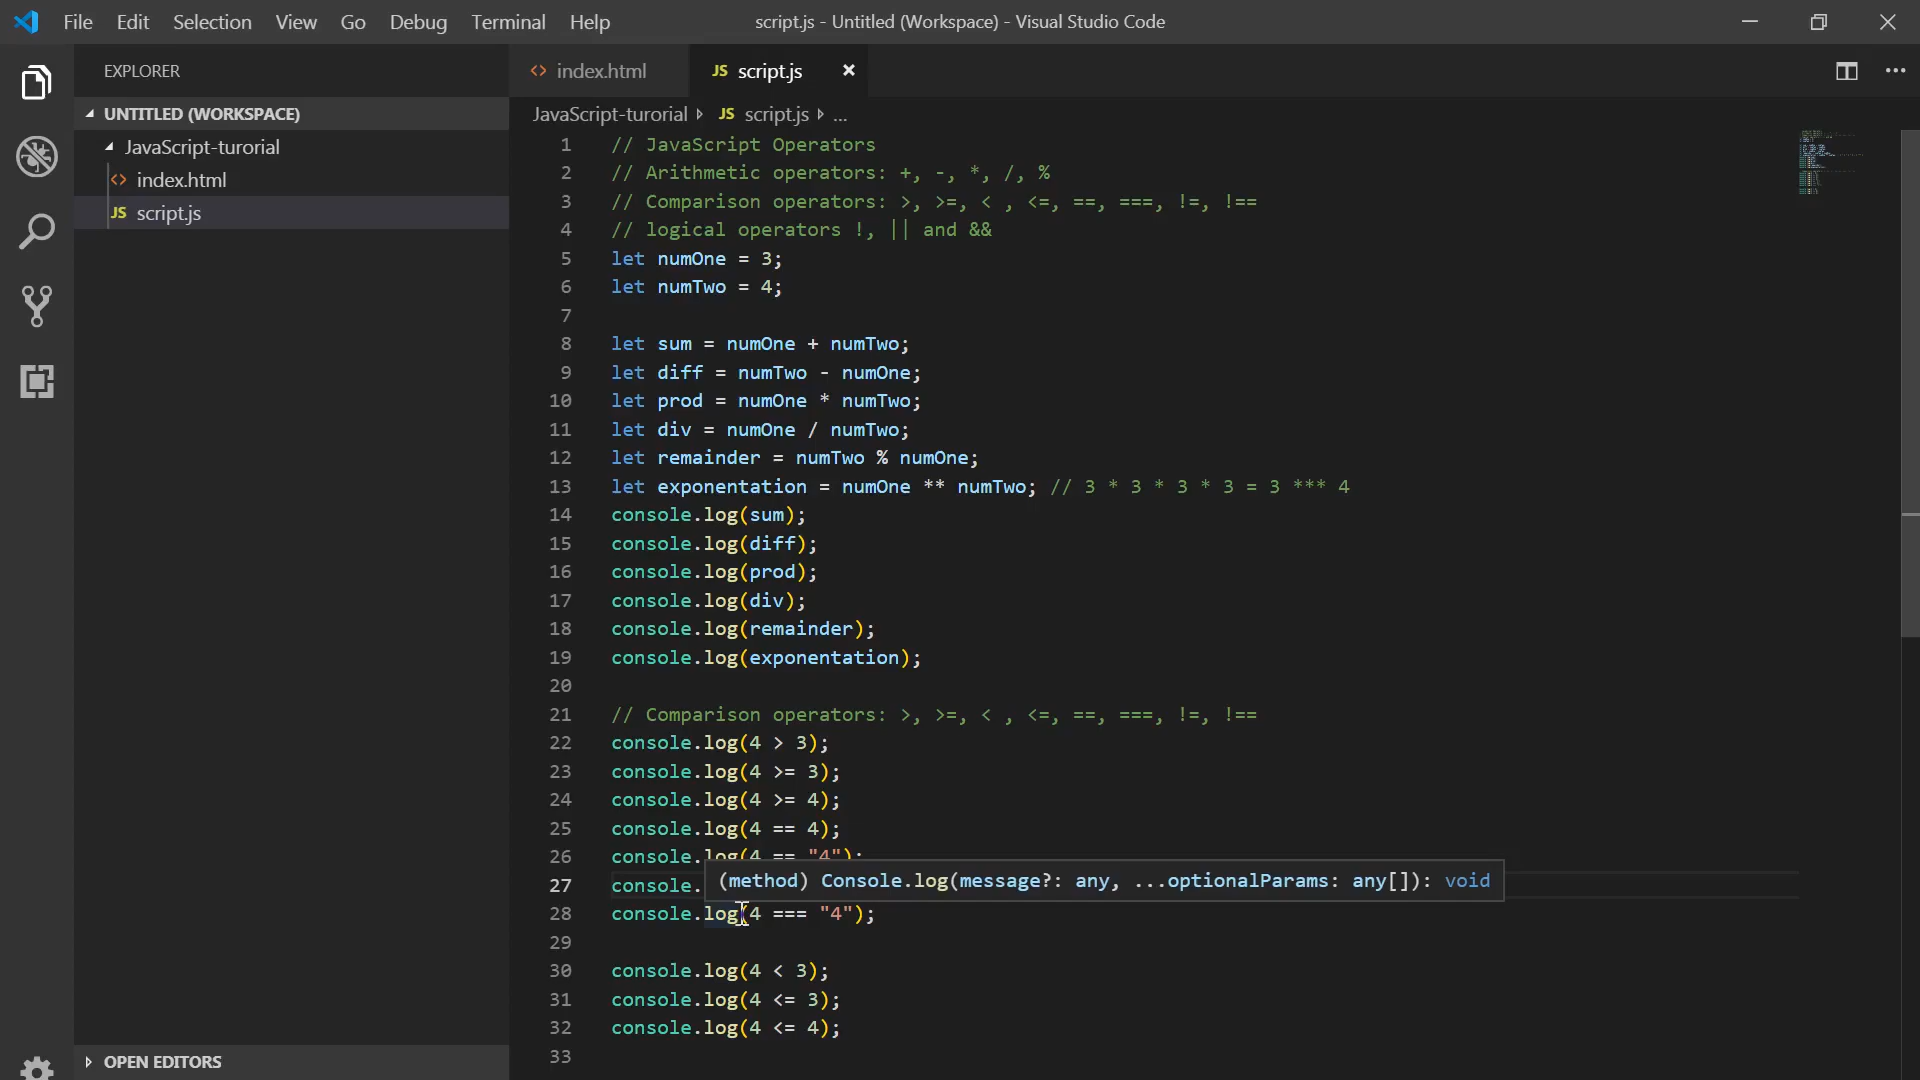 File Edit Selection View Go Debug Terminal Help script.js - Untitled (Workspace) - Visual Studio Code
EXPLORER
UNTITLED (WORKSPACE)
JavaScript-turorial
index.html
JS script.js
OPEN EDITORS
index.html JS script.js
JavaScript-turorial JS script.js ...
1 // JavaScript Operators
2 // Arithmetic operators: +, -, *, /, %
3 // Comparison operators: >, >=, < , <=, ==, ===, !=, !==
4 // logical operators !, || and &&
5 let numOne = 3;
6 let numTwo = 4;
7
8 let sum = numOne + numTwo;
9 let diff = numTwo - numOne;
10 let prod = numOne * numTwo;
11 let div = numOne / numTwo;
12 let remainder = numTwo % numOne;
13 let exponentation = numOne ** numTwo; // 3 * 3 * 3 * 3 = 3 *** 4
14 console.log(sum);
15 console.log(diff);
16 console.log(prod);
17 console.log(div);
18 console.log(remainder);
19 console.log(exponentation);
20
21 // Comparison operators: >, >=, < , <=, ==, ===, !=, !==
22 console.log(4 > 3);
23 console.log(4 >= 3);
24 console.log(4 >= 4);
25 console.log(4 == 4);
26 console.log(4 == "4");
27 console.
(method) Console.log(message?: any, ...optionalParams: any[]): void
28 console.log(4 === "4");
29
30 console.log(4 < 3);
31 console.log(4 <= 3);
32 console.log(4 <= 4);
33